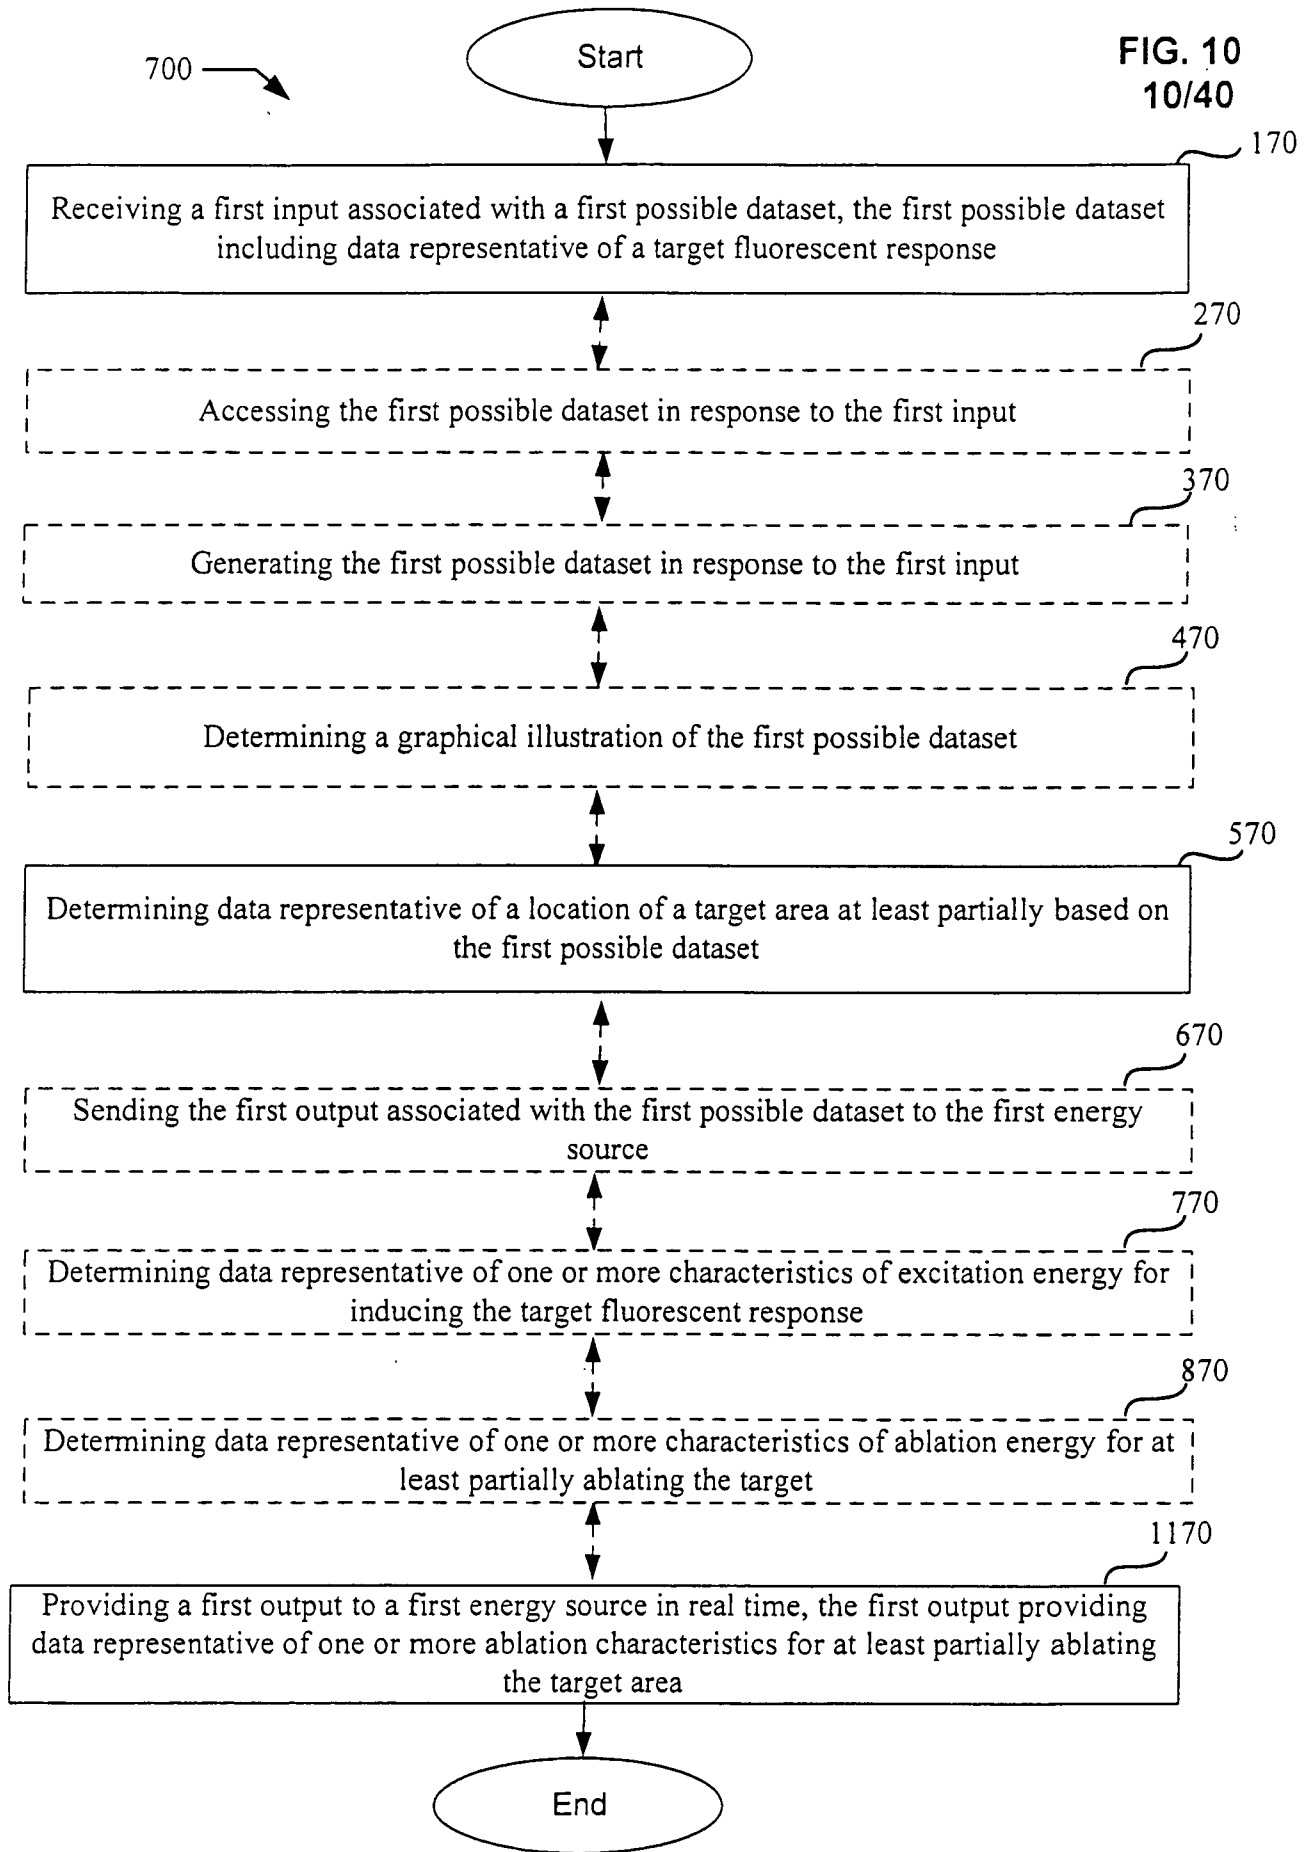 Start
FIG. 10
10/40
700
170
Receiving a first input associated with a first possible dataset, the first possible dataset
including data representative of a target fluorescent response
270
Accessing the first possible dataset in response to the first input
370
Generating the first possible dataset in response to the first input
470
Determining a graphical illustration of the first possible dataset
570
Determining data representative of a location of a target area at least partially based on
the first possible dataset
670
Sending the first output associated with the first possible dataset to the first energy
source
770
Determining data representative of one or more characteristics of excitation energy for
inducing the target fluorescent response
870
Determining data representative of one or more characteristics of ablation energy for at
least partially ablating the target
1170
Providing a first output to a first energy source in real time, the first output providing
data representative of one or more ablation characteristics for at least partially ablating
the target area
End